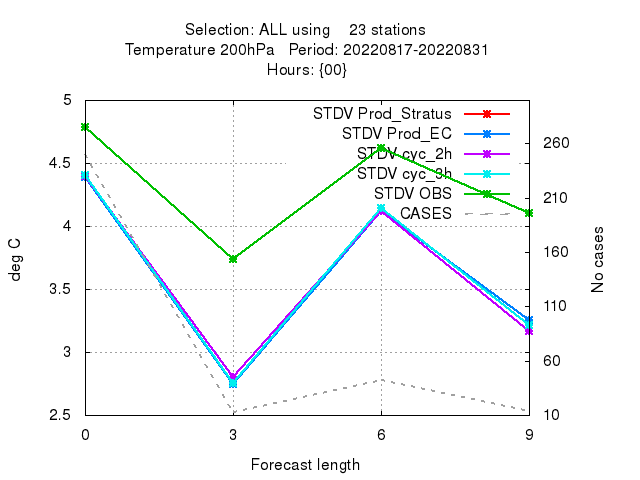 Selection: ALL using    23 stations
Temperature 200hPa   Period: 20220817-20220831
Hours: {00}
5
4.5
4
3.5
3
2.5
deg C
STDV Prod_Stratus
STDV Prod_EC
STDV cyc_2h
STDV cyc_3h
STDV OBS
CASES
260
210
160
110
60
10
No cases
0 3 6 9
Forecast length